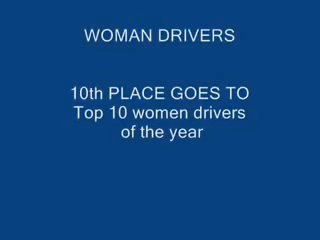 WOMAN DRIVERS
10th PLACE GOES TO
Top 10 women drivers
of the year